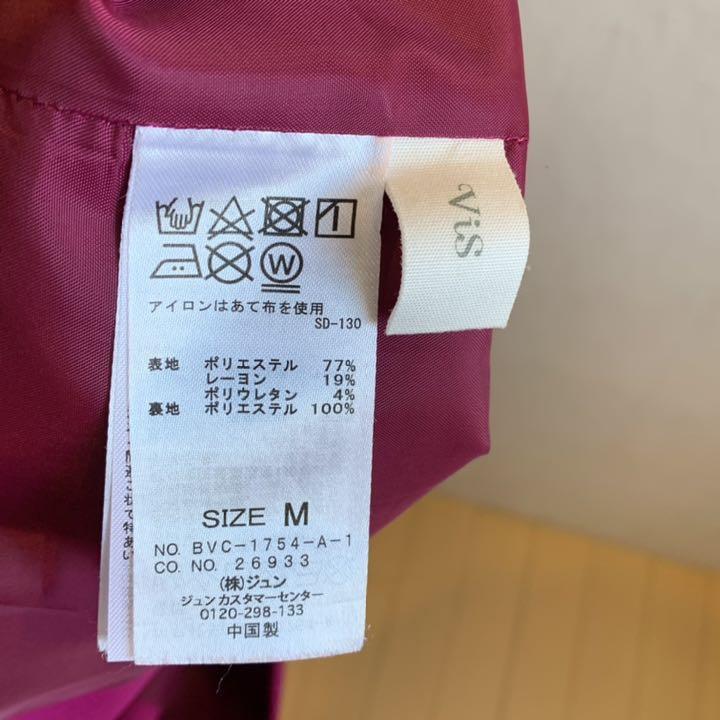 ViS
W
アイロンはあて布を使用
SD-130
表地 ポリエステル 77%
レーヨン 19%
ポリウレタン 4%
裏地 ポリエステル 100%
SIZE M
NO. BVC-1754-A-1
CO. NO. 26933
(株)ジュン
ジュンカスタマーセンター
0120-298-133
中国製